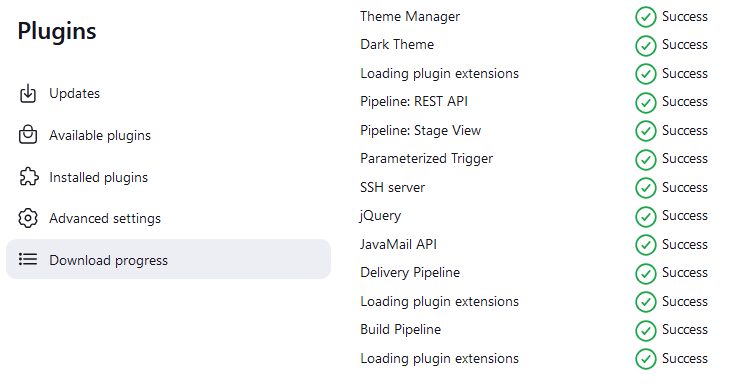 Plugins
Updates
Available plugins
Installed plugins
Advanced settings
Download progress
Theme Manager Success
Dark Theme Success
Loading plugin extensions Success
Pipeline: REST API Success
Pipeline: Stage View Success
Parameterized Trigger Success
SSH server Success
jQuery Success
JavaMail API Success
Delivery Pipeline Success
Loading plugin extensions Success
Build Pipeline Success
Loading plugin extensions Success